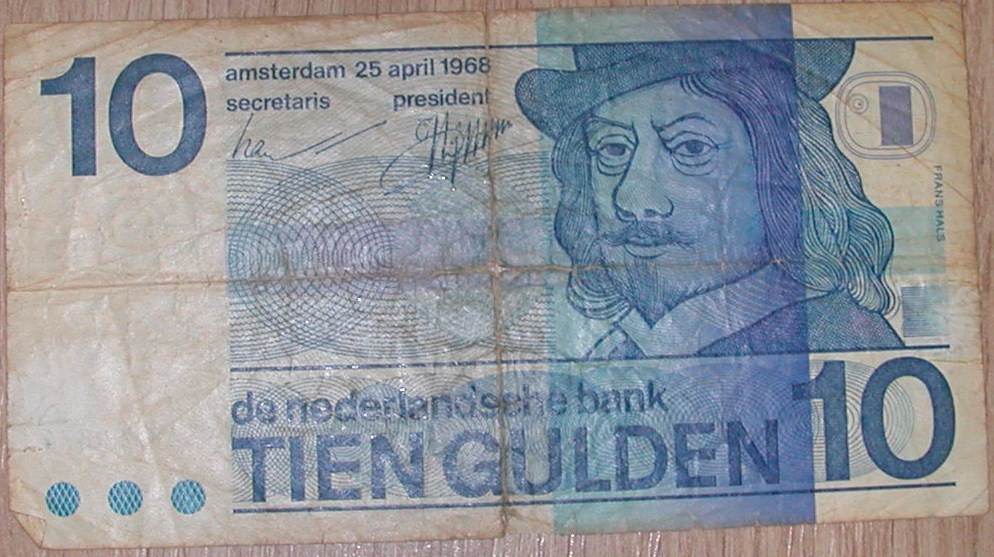 10
amsterdam 25 april 1968
secretaris president
FRANS HALS
de nederlandsche bank
TIEN GULDEN
10